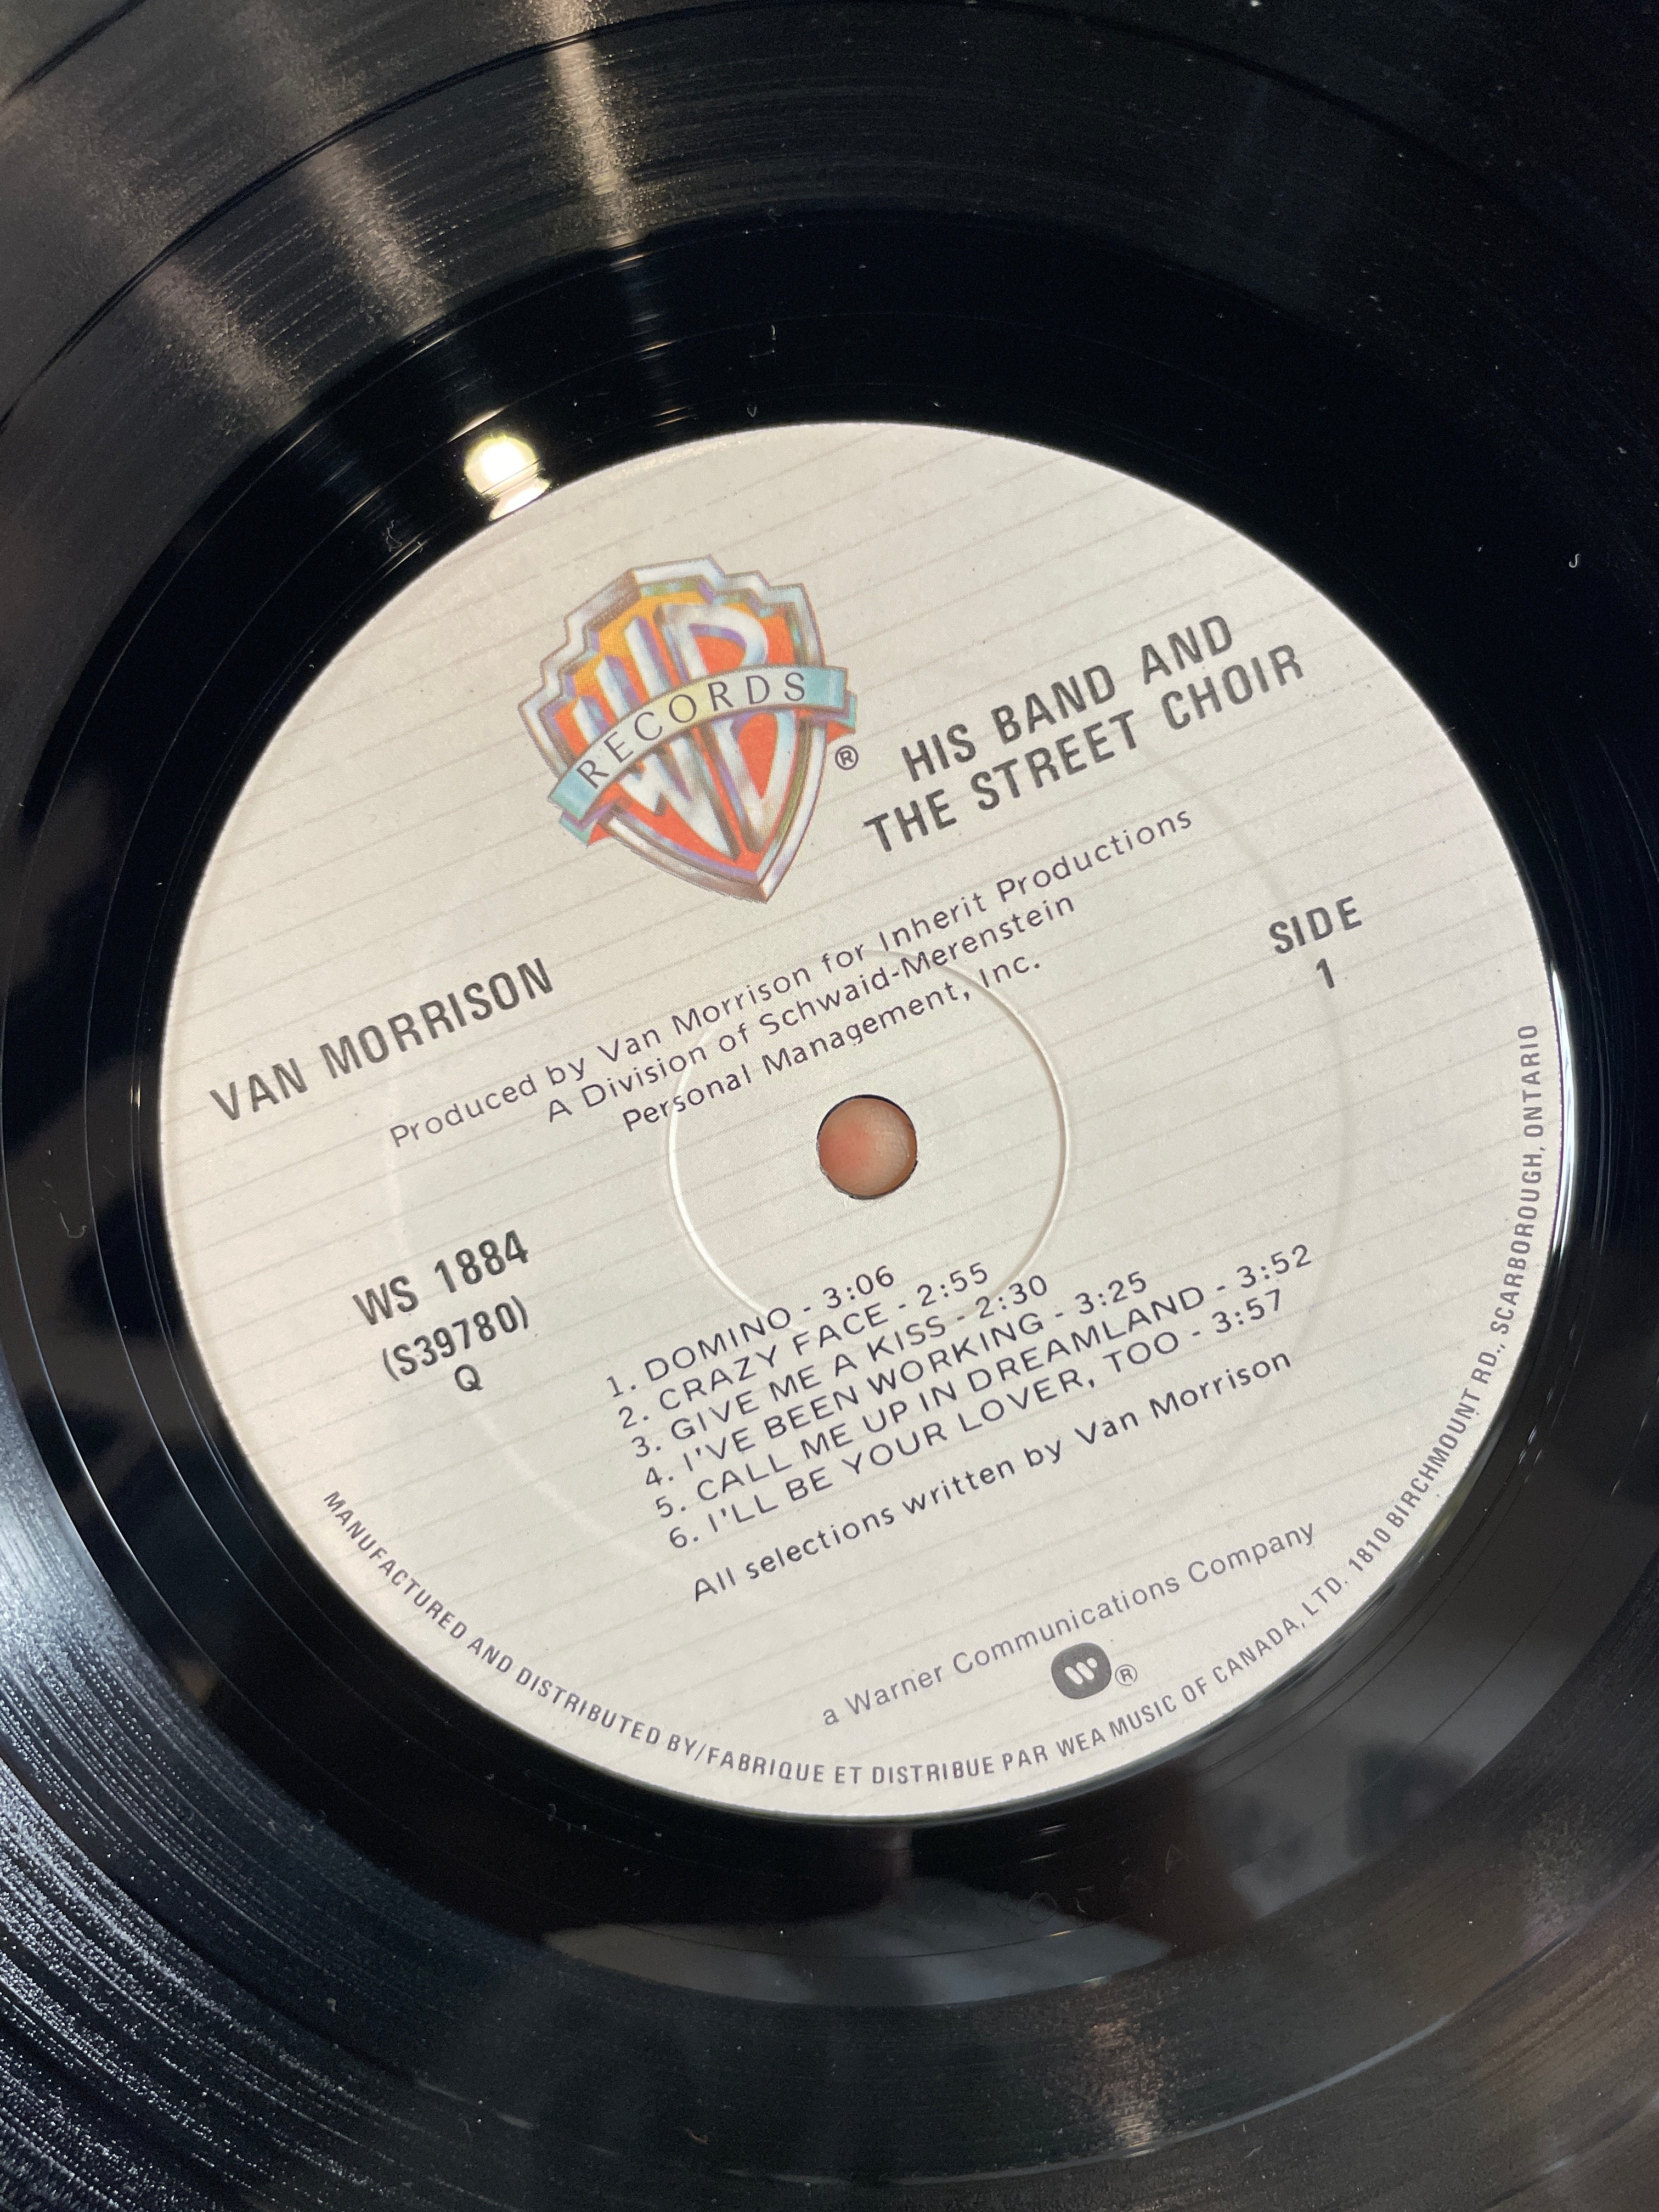 WB
RECORDS
®
HIS BAND AND
THE STREET CHOIR
VAN MORRISON
Produced by Van Morrison for Inherit Productions
A Division of Schwaid-Merenstein
Personal Management, Inc.
SIDE
1
WS 1884
(S39780)
Q
1. DOMINO - 3:06
2. CRAZY FACE - 2:55
3. GIVE ME A KISS - 2:30
4. I'VE BEEN WORKING - 3:25
5. CALL ME UP IN DREAMLAND - 3:52
6. I'LL BE YOUR LOVER, TOO - 3:57
All selections written by Van Morrison
a Warner Communications Company
W ®
MANUFACTURED AND DISTRIBUTED BY/FABRIQUE ET DISTRIBUE PAR WEA MUSIC OF CANADA, LTD. 1810 BIRCHMOUNT RD., SCARBOROUGH, ONTARIO